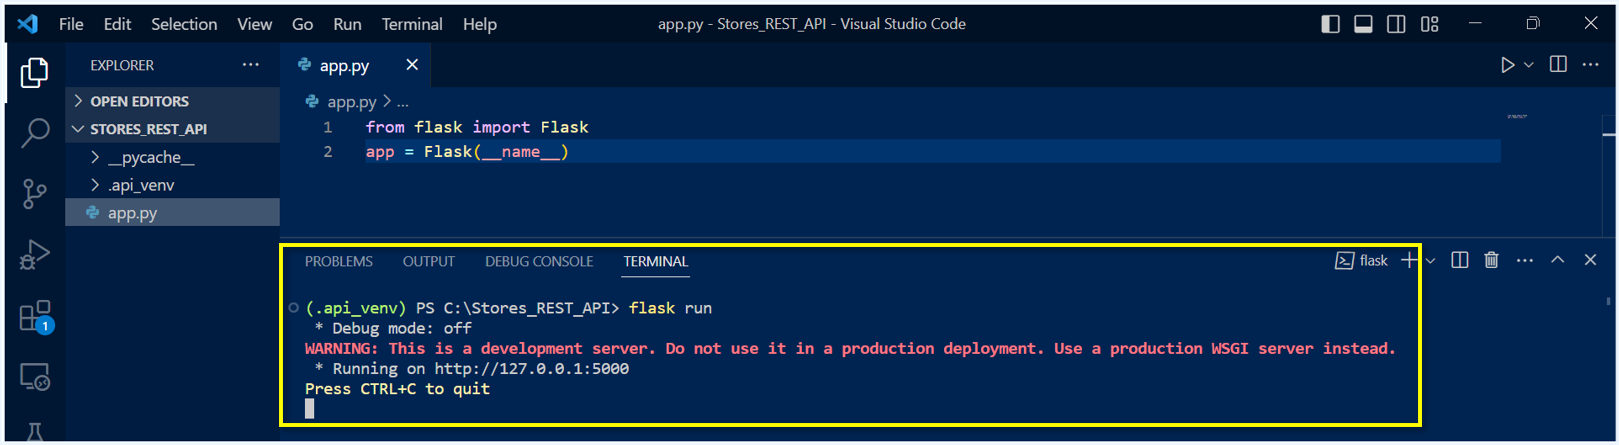 File Edit Selection View Go Run Terminal Help
app.py - Stores_REST_API - Visual Studio Code
EXPLORER
app.py
OPEN EDITORS
app.py > ...
STORES_REST_API
1 from flask import Flask
2 app = Flask(__name__)
__pycache__
.api_venv
app.py
PROBLEMS OUTPUT DEBUG CONSOLE TERMINAL
flask
(.api_venv) PS C:\Stores_REST_API> flask run
* Debug mode: off
WARNING: This is a development server. Do not use it in a production deployment. Use a production WSGI server instead.
* Running on http://127.0.0.1:5000
Press CTRL+C to quit
1